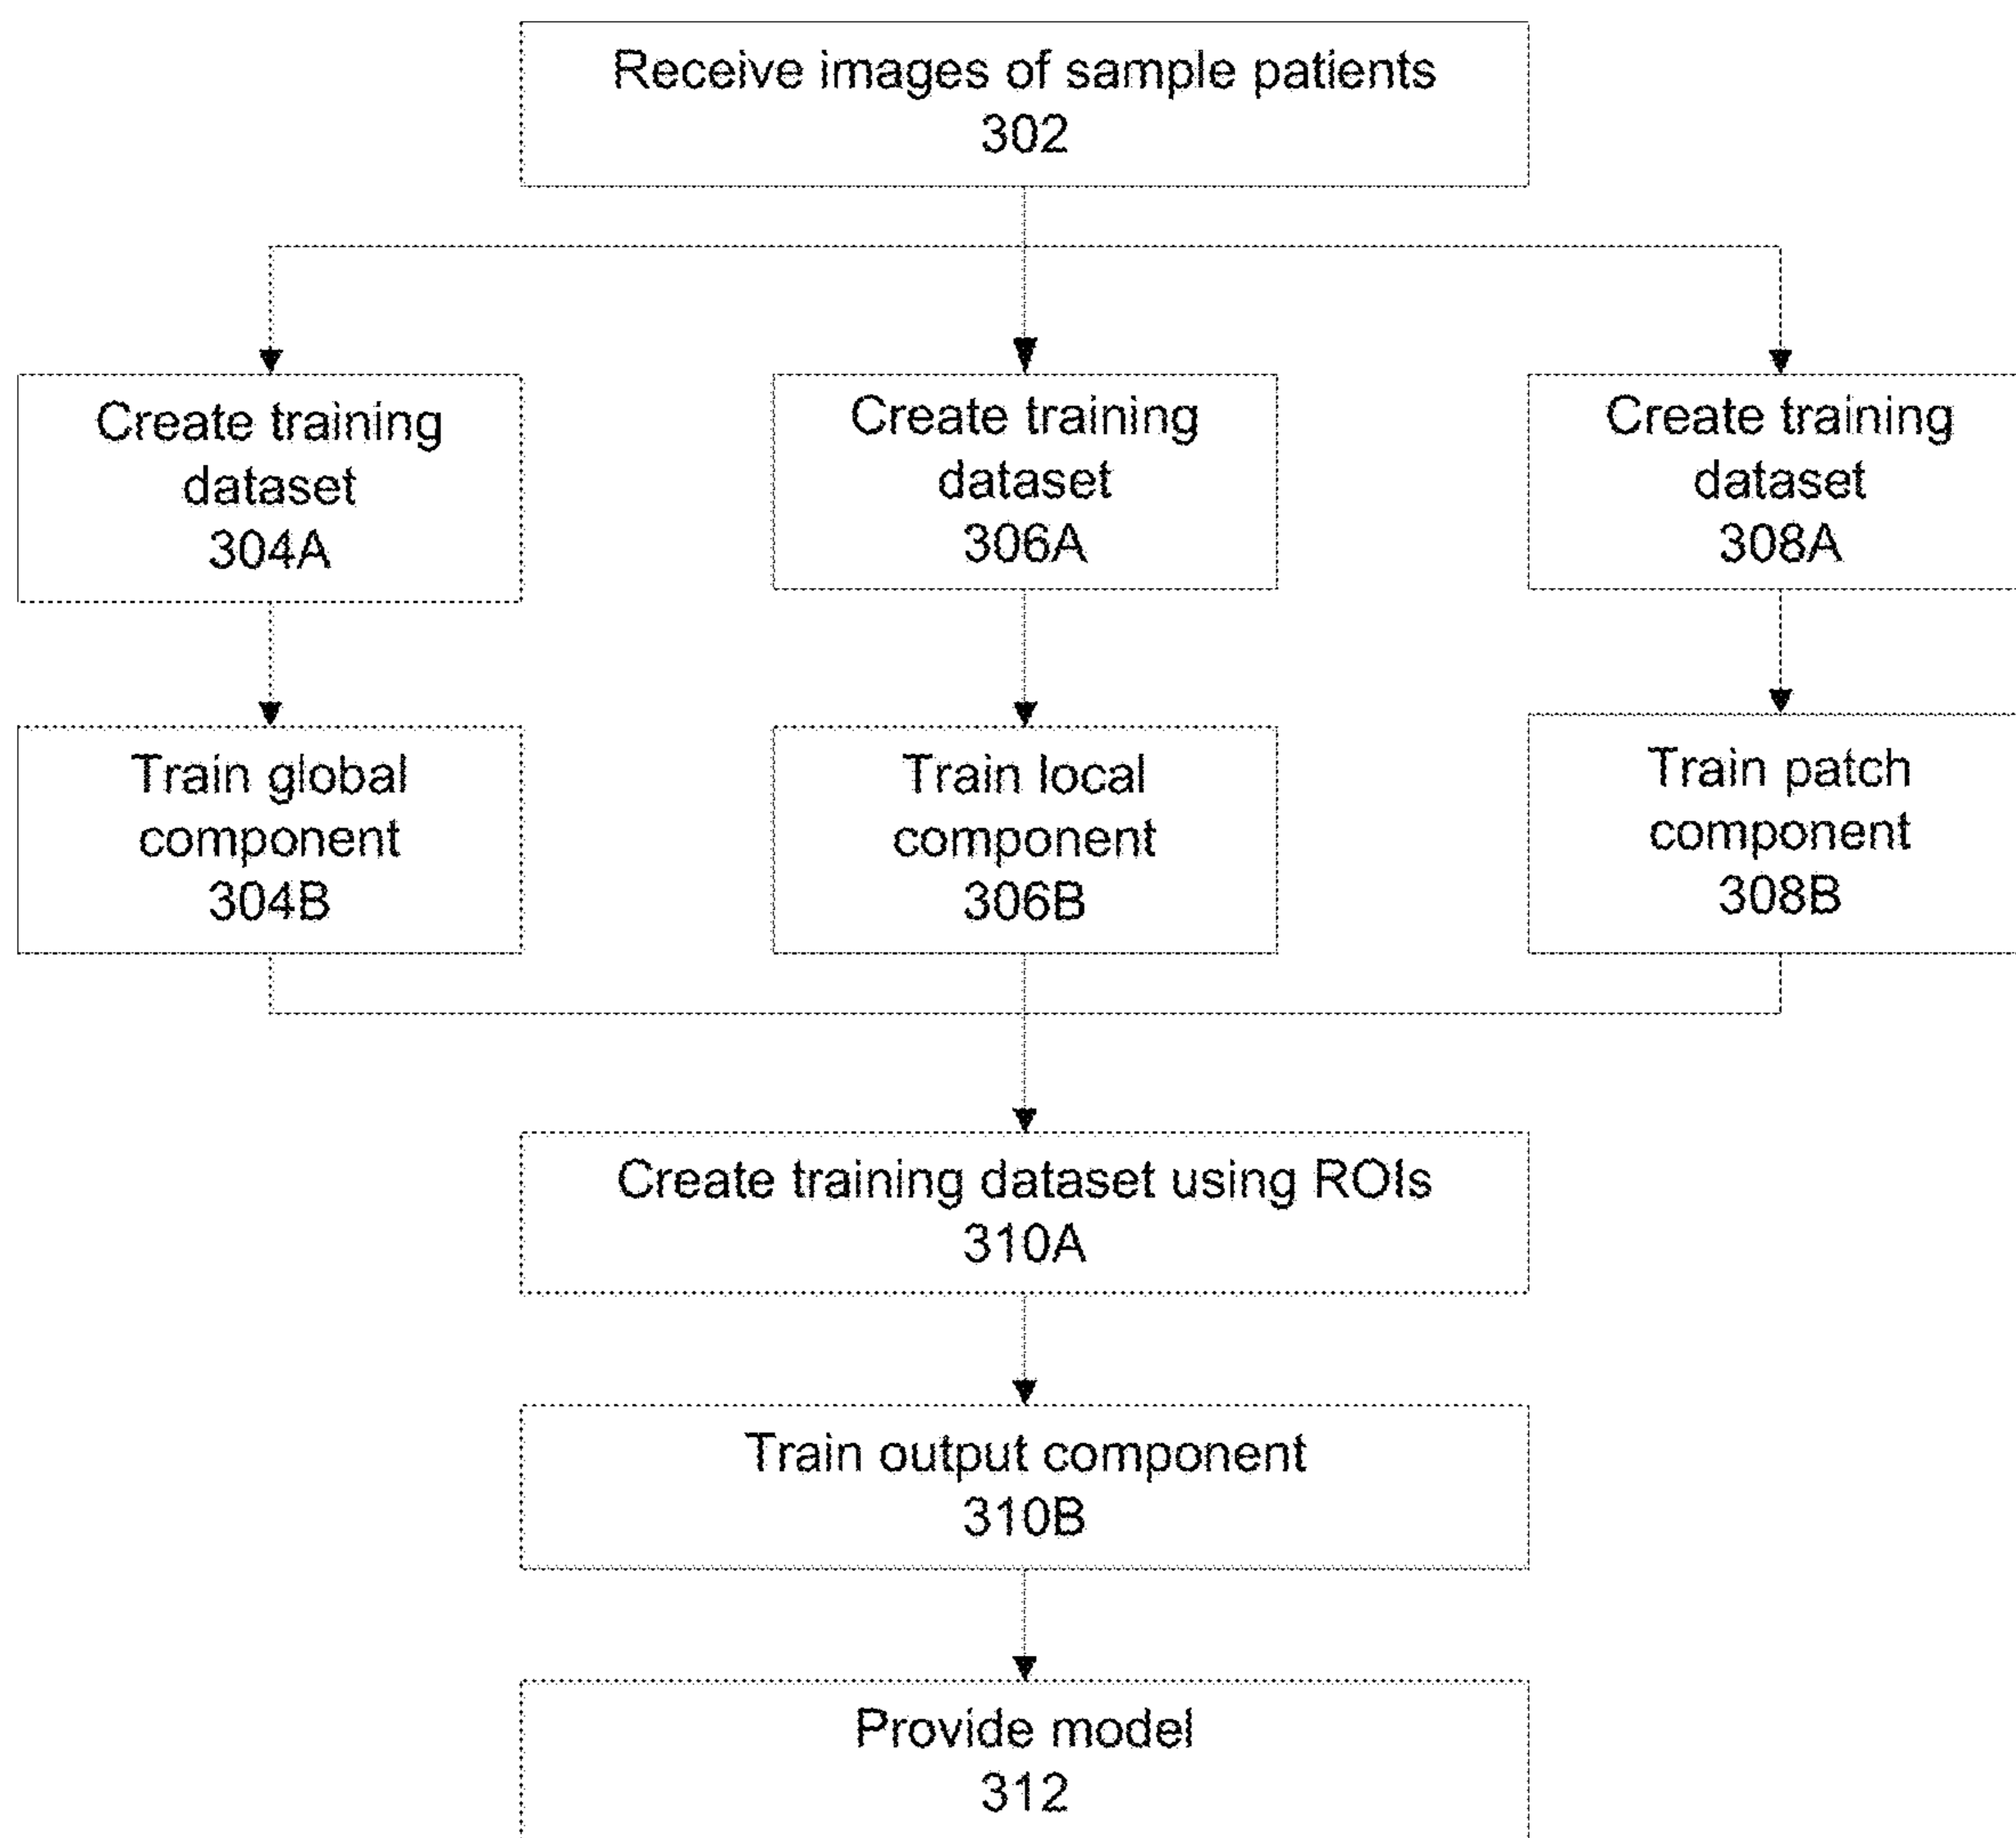 Receive images of sample patients
302
Create training
dataset
304A
Create training
dataset
306A
Create training
dataset
308A
Train global
component
304B
Train local
component
306B
Train patch
component
308B
Create training dataset using ROIs
310A
Train output component
310B
Provide model
312